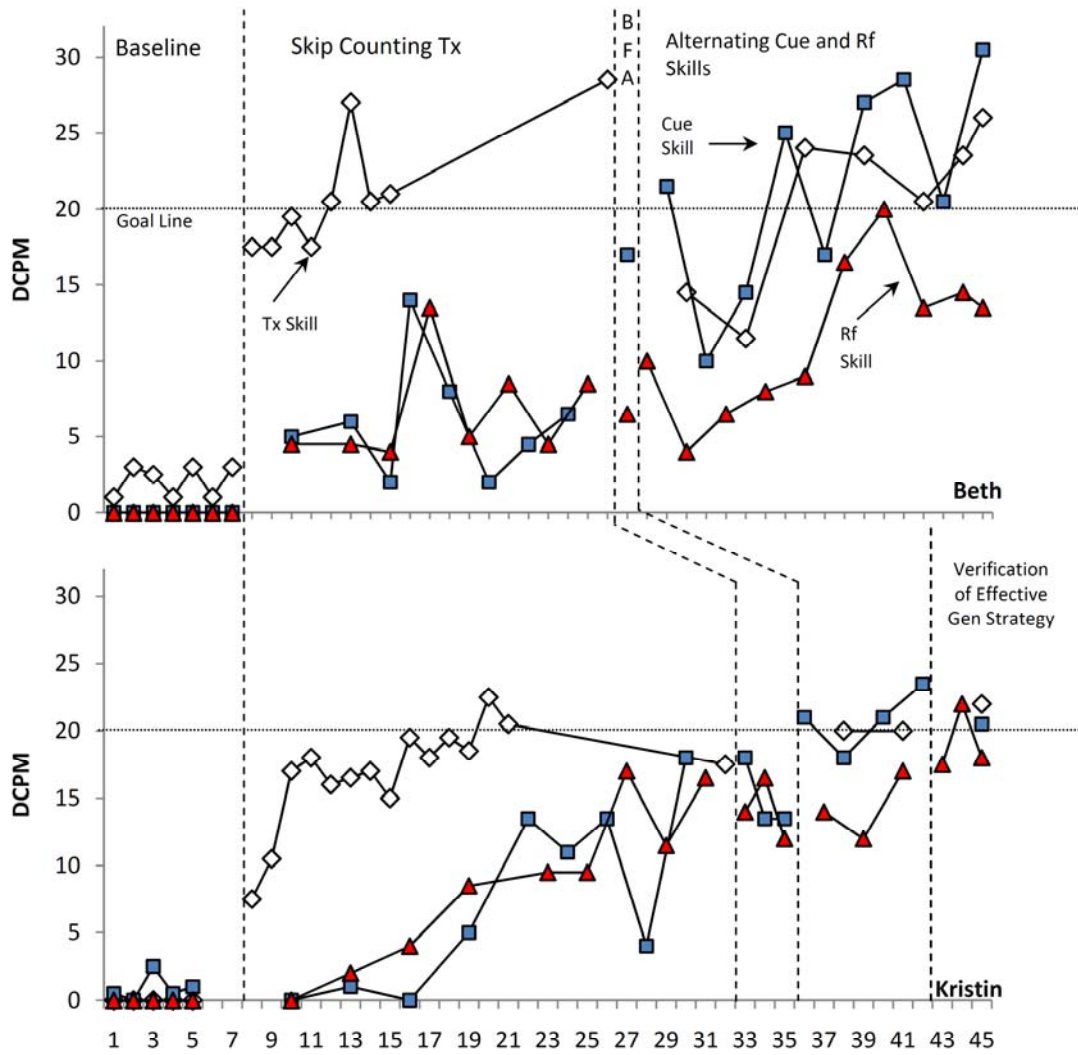 Baseline
Skip Counting Tx
B
F
A
Alternating Cue and Rf
Skills
30
25
20
15
10
5
0
DCPM
Goal Line
Tx Skill
Cue
Skill
Rf
Skill
Beth
30
25
20
15
10
5
0
DCPM
Verification
of Effective
Gen Strategy
Kristin
1 3 5 7 9 11 13 15 17 19 21 23 25 27 29 31 33 35 37 39 41 43 45